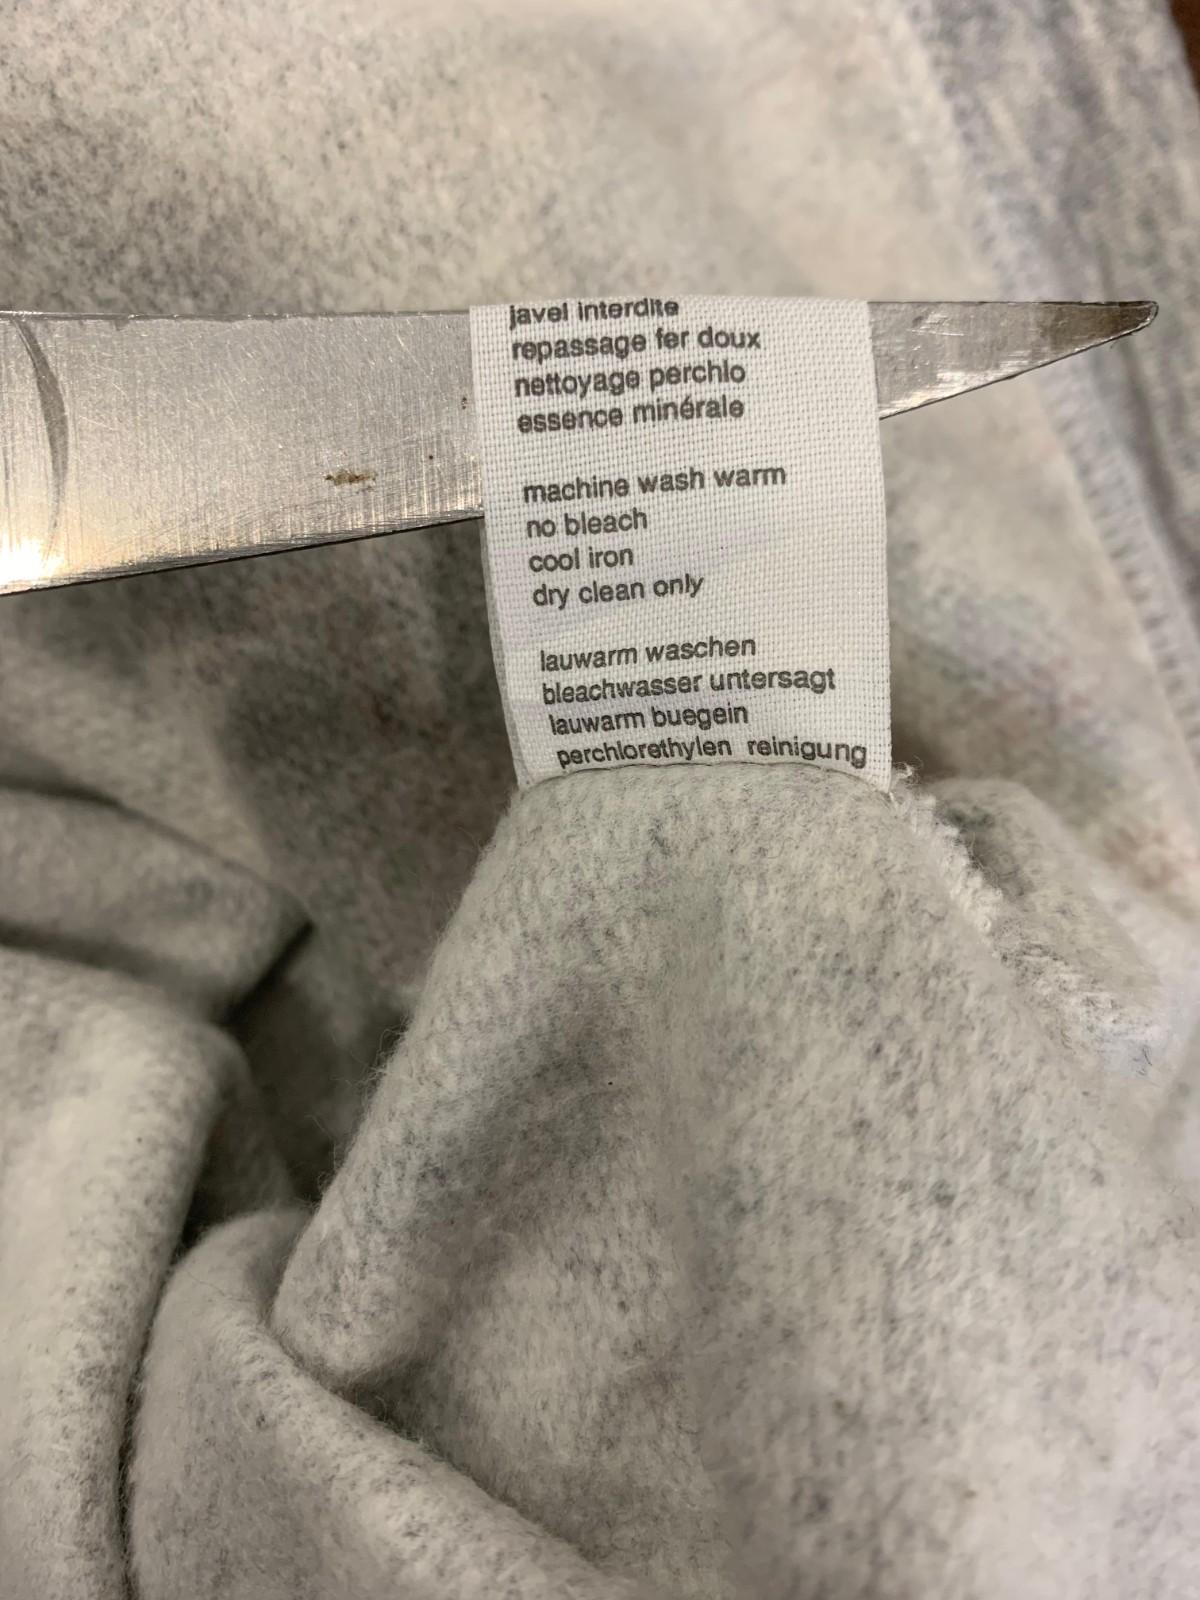 javel interdite
repassage fer doux
nettoyage perchlo
essence minérale
machine wash warm
no bleach
cool iron
dry clean only
lauwarm waschen
bleachwasser untersagt
lauwarm buegein
perchlorethylen reinigung